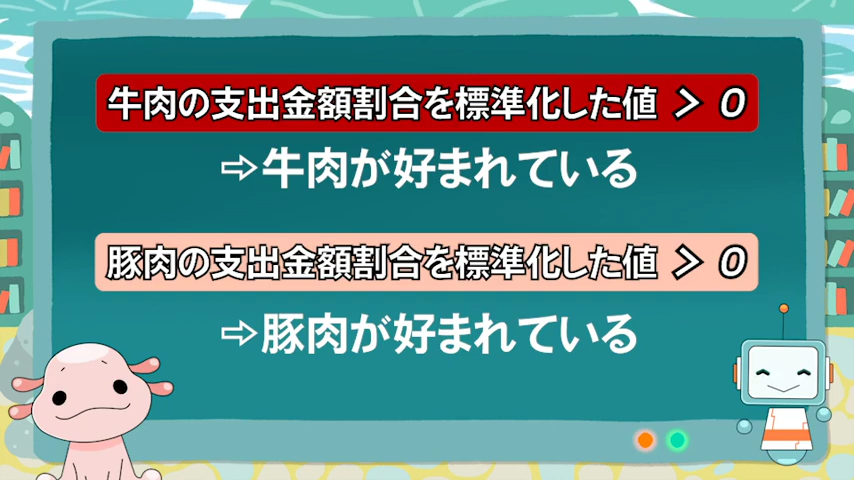 牛肉の支出金額割合を標準化した値 > 0
⇨牛肉が好まれている
豚肉の支出金額割合を標準化した値 > 0
⇨豚肉が好まれている